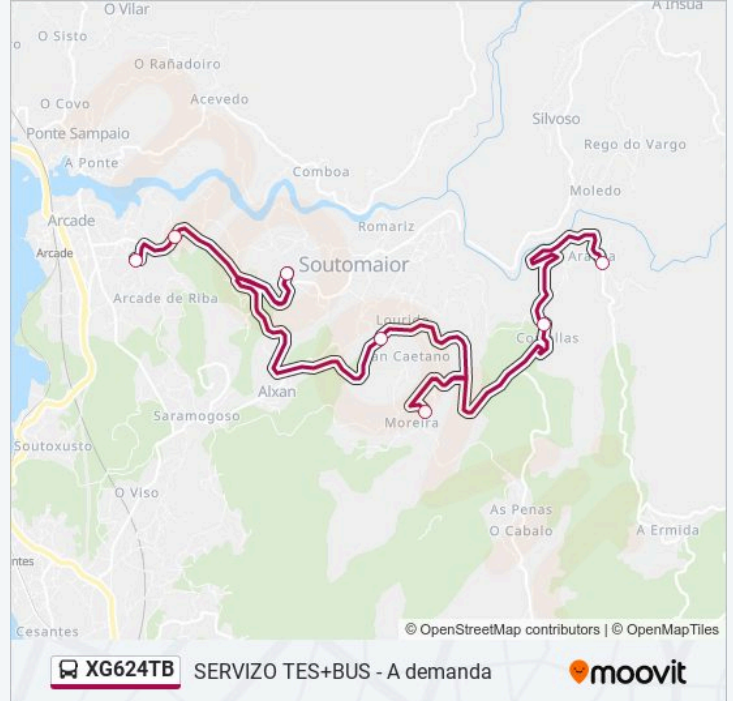 O Vilar
A Insua
O Sisto
O Rañadoiro
Acevedo
O Covo
Silvoso
Ponte Sampaio
Rego do Vargo
A Ponte
Comboa
Moledo
Arcade
Romariz
Arcade
Soutomaior
Arcade de Riba
Lourido
an Caetano
Alxan
Moreira
Saramogoso
Soutoxusto
O Viso
As Penas
O Cabalo
A Ermida
ntes
Cesantes
© OpenStreetMap contributors | © OpenMapTiles
XG624TB SERVIZO TES+BUS - A demanda moovit